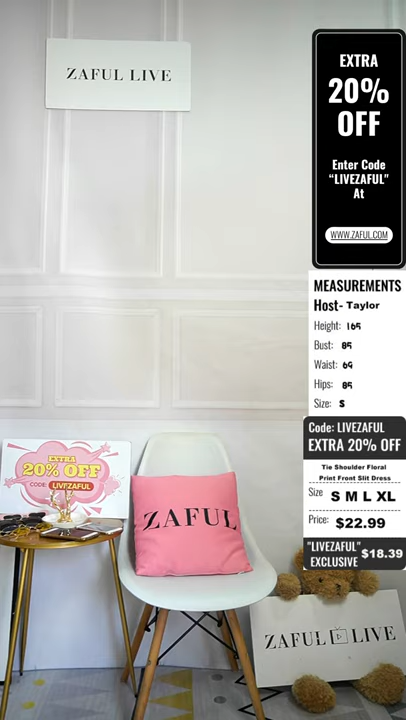 ZAFUL LIVE
EXTRA
20%
OFF
Enter Code
"LIVEZAFUL"
At
WWW.ZAFUL.COM
MEASUREMENTS
Host- Taylor
Height: 165
Bust: 85
Waist: 69
Hips: 85
Size: S
Code: LIVEZAFUL
EXTRA 20% OFF
Tie Shoulder Floral
Print Front Slit Dress
Size S M L XL
Price: $22.99
"LIVEZAFUL"
EXCLUSIVE $18.39
EXTRA
20% OFF
CODE: LIVEZAFUL
ZAFUL
ZAFUL LIVE